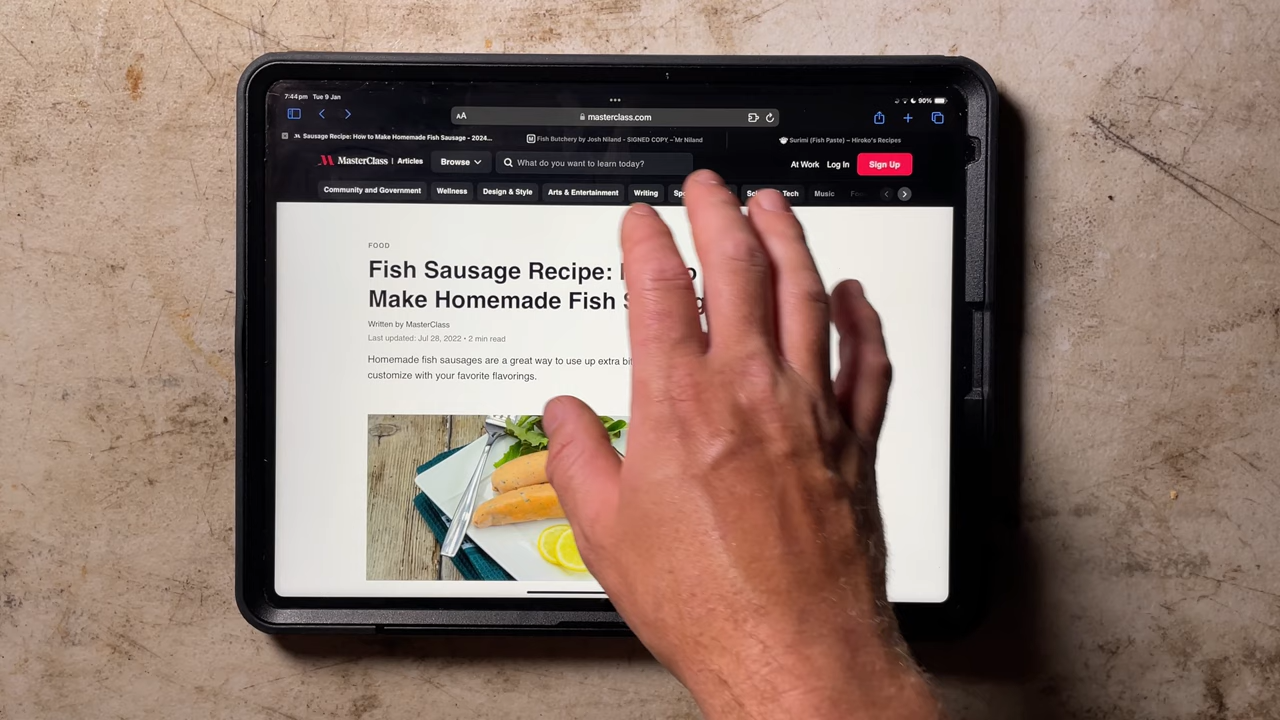 7:44pm Tue 9 Jan
90%
AA
masterclass.com
Sausage Recipe: How to Make Homemade Fish Sausage - 2024...
Fish Butchery by Josh Niland - SIGNED COPY – Mr Niland
Surimi (Fish Paste) – Hiroko's Recipes
MasterClass | Articles
Browse
What do you want to learn today?
At Work
Log In
Sign Up
Community and Government
Wellness
Design & Style
Arts & Entertainment
Writing
Tech
Music
FOOD
Fish Sausage Recipe:
Make Homemade Fish
Written by MasterClass
Last updated: Jul 28, 2022 • 2 min read
Homemade fish sausages are a great way to use up extra
customize with your favorite flavorings.